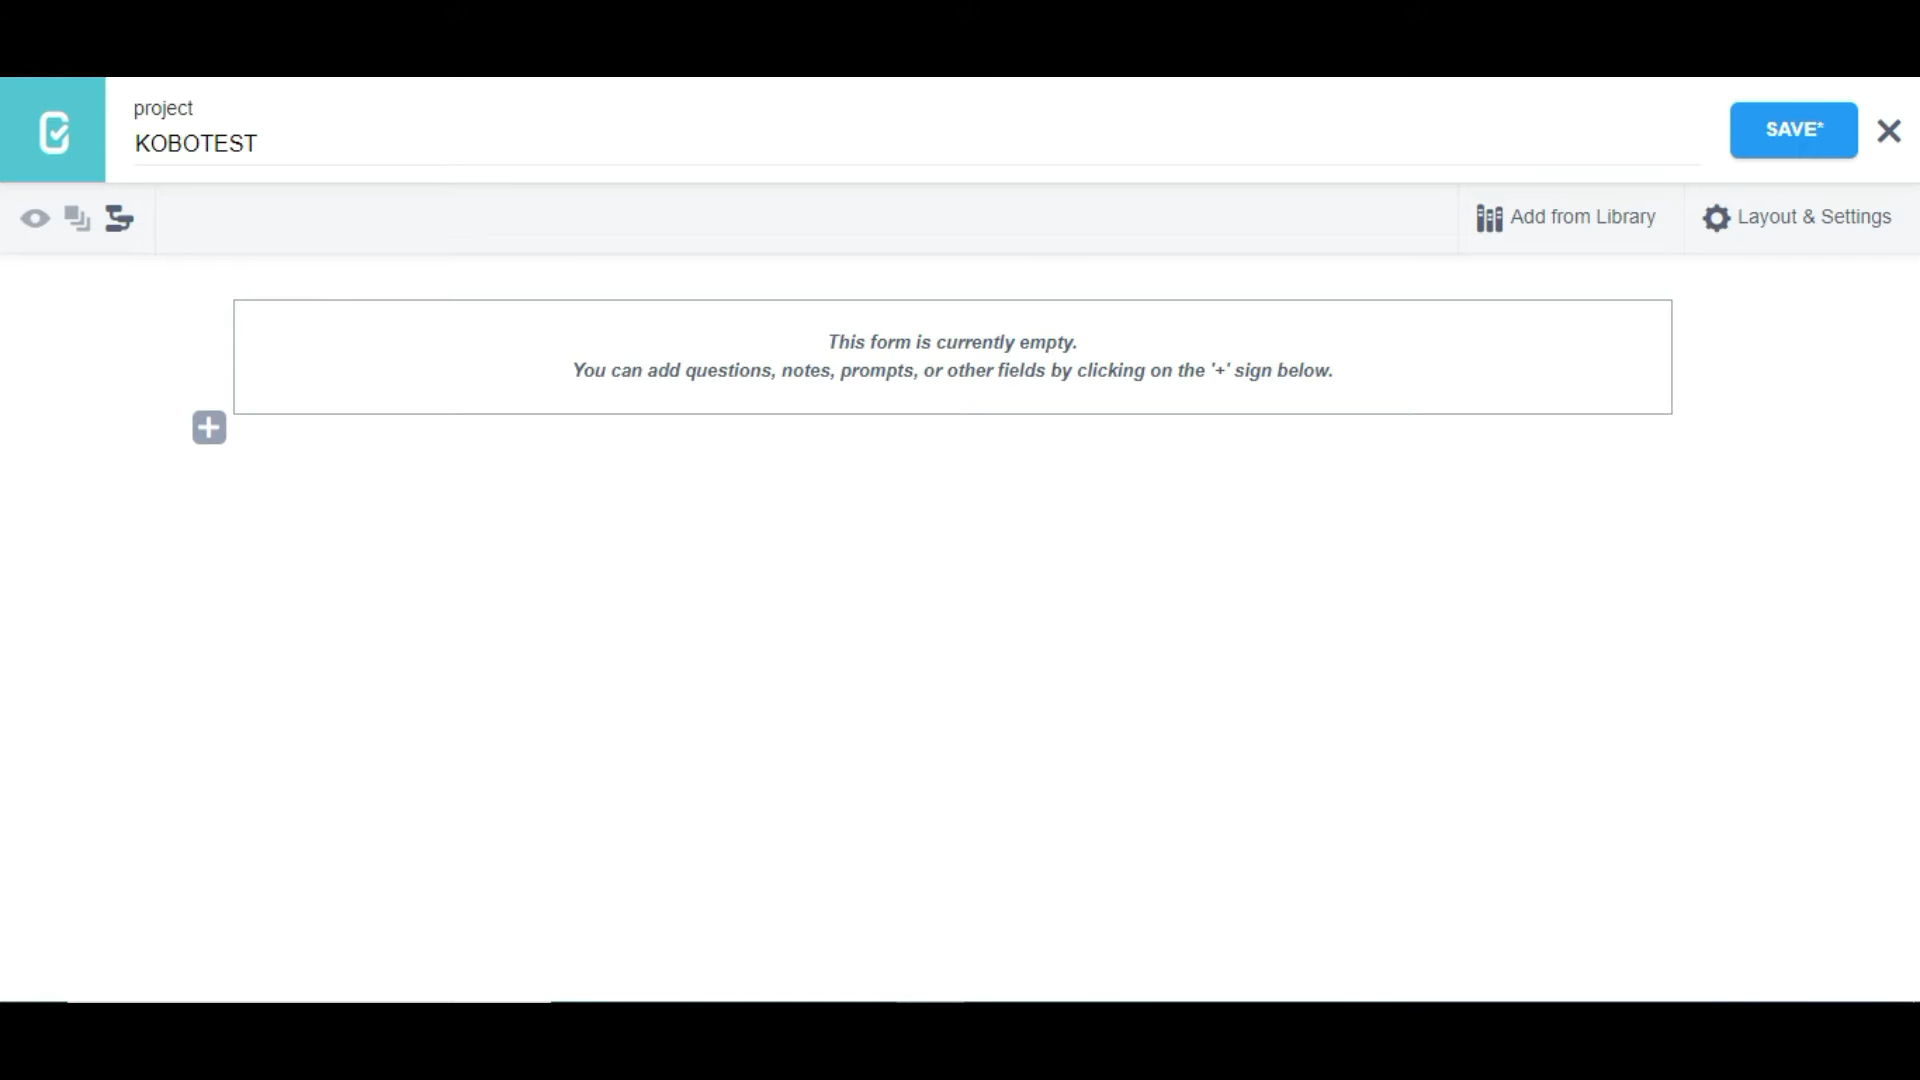 project
KOBOTEST
SAVE*
Add from Library
Layout & Settings
This form is currently empty.
You can add questions, notes, prompts, or other fields by clicking on the '+' sign below.